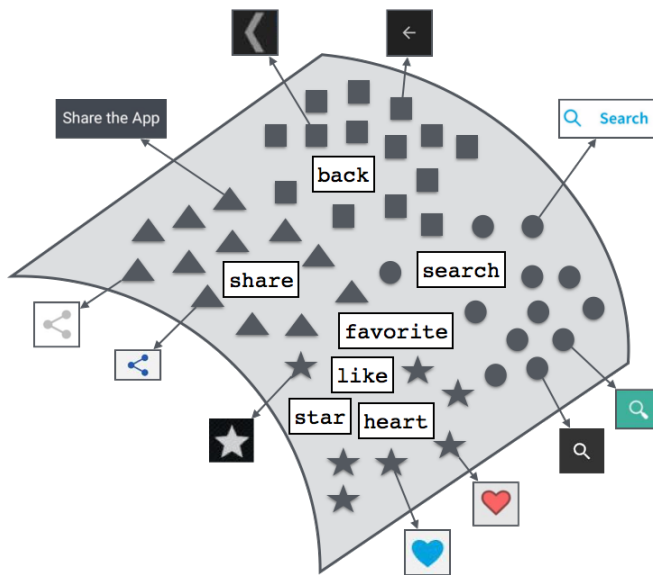 Share the App
Search
back
search
share
favorite
like
star
heart